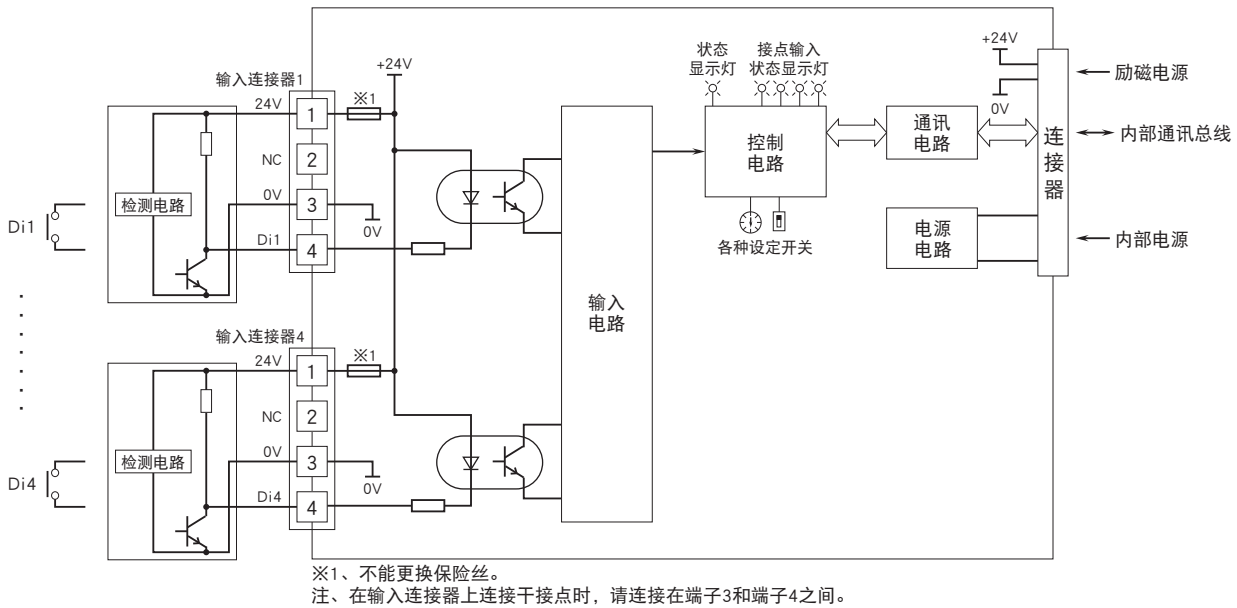 状态
显示灯
接点输入
状态显示灯
+24V
+24V
输入连接器1
※1
24V
1
励磁电源
0V
通讯
电路
控制
电路
连接器
内部通讯总线
NC
2
0V
3
检测电路
0V
Di1
Di1
4
各种设定开关
电源
电路
内部电源
输入
电路
输入连接器4
※1
24V
1
NC
2
0V
3
检测电路
0V
Di4
Di4
4
※1、不能更换保险丝。
注、在输入连接器上连接干接点时，请连接在端子3和端子4之间。